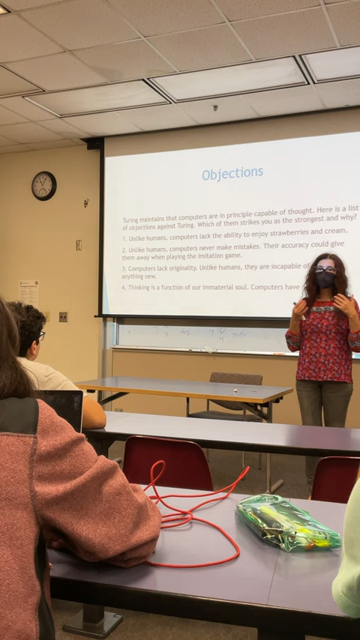 Objections
Turing maintains that computers are in principle capable of thought. Here is a list
of objections against Turing. Which of them strikes you as the strongest and why?
1. Unlike humans, computers lack the ability to enjoy strawberries and cream.
2. Unlike humans, computers never make mistakes. Their accuracy could give
them away when playing the imitation game.
3. Computers lack originality. Unlike humans, they are incapable of
anything new.
4. Thinking is a function of our immaterial soul. Computers have